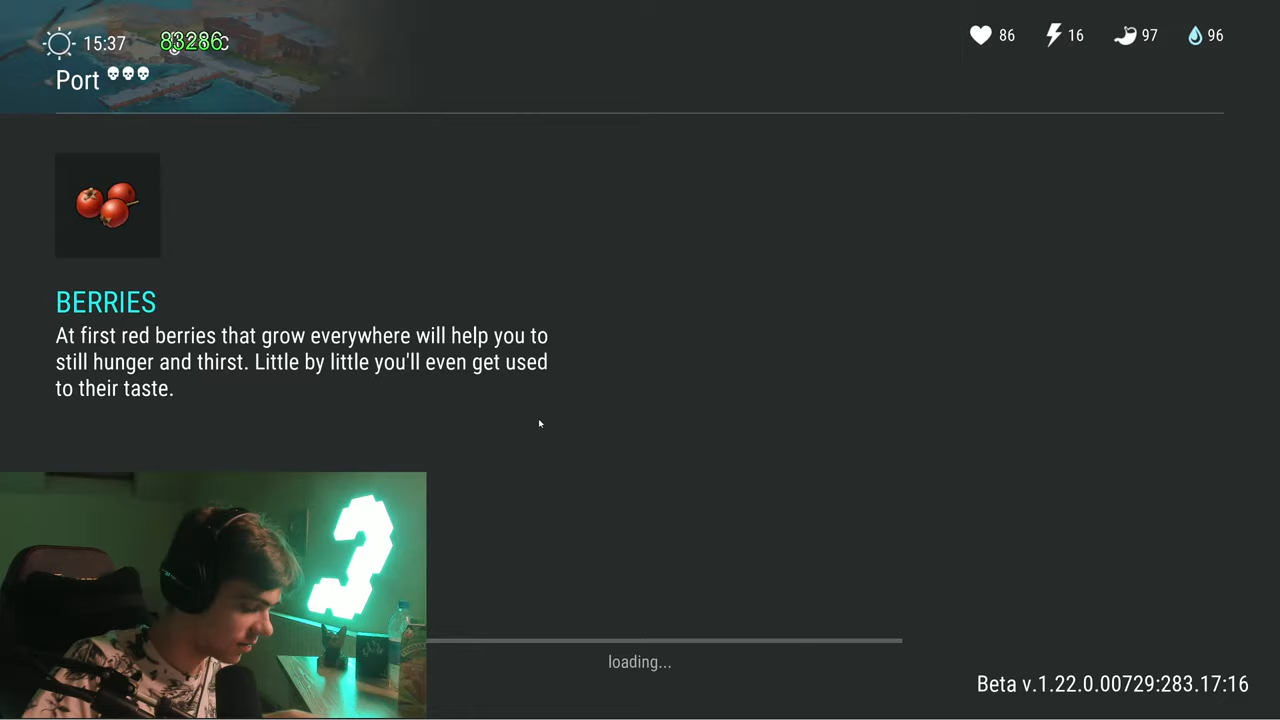 15:37
83286
86
16
97
96
Port
BERRIES
At first red berries that grow everywhere will help you to
still hunger and thirst. Little by little you'll even get used
to their taste.
loading...
Beta v.1.22.0.00729:283.17:16